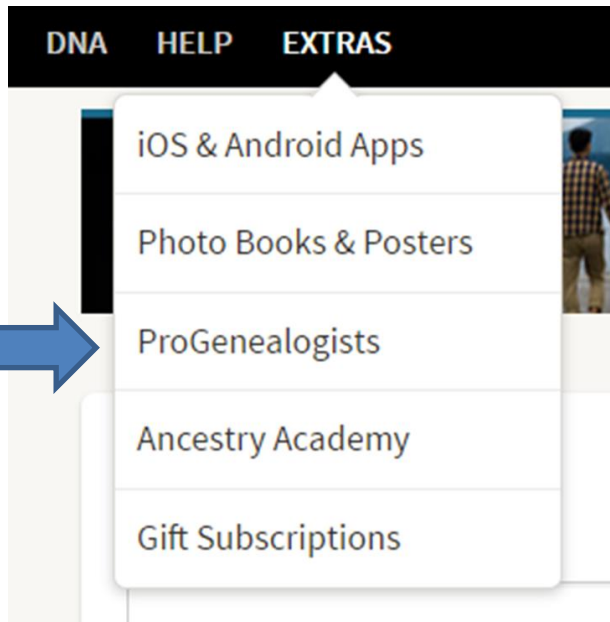 DNA HELP EXTRAS
iOS & Android Apps
Photo Books & Posters
ProGenealogists
Ancestry Academy
Gift Subscriptions